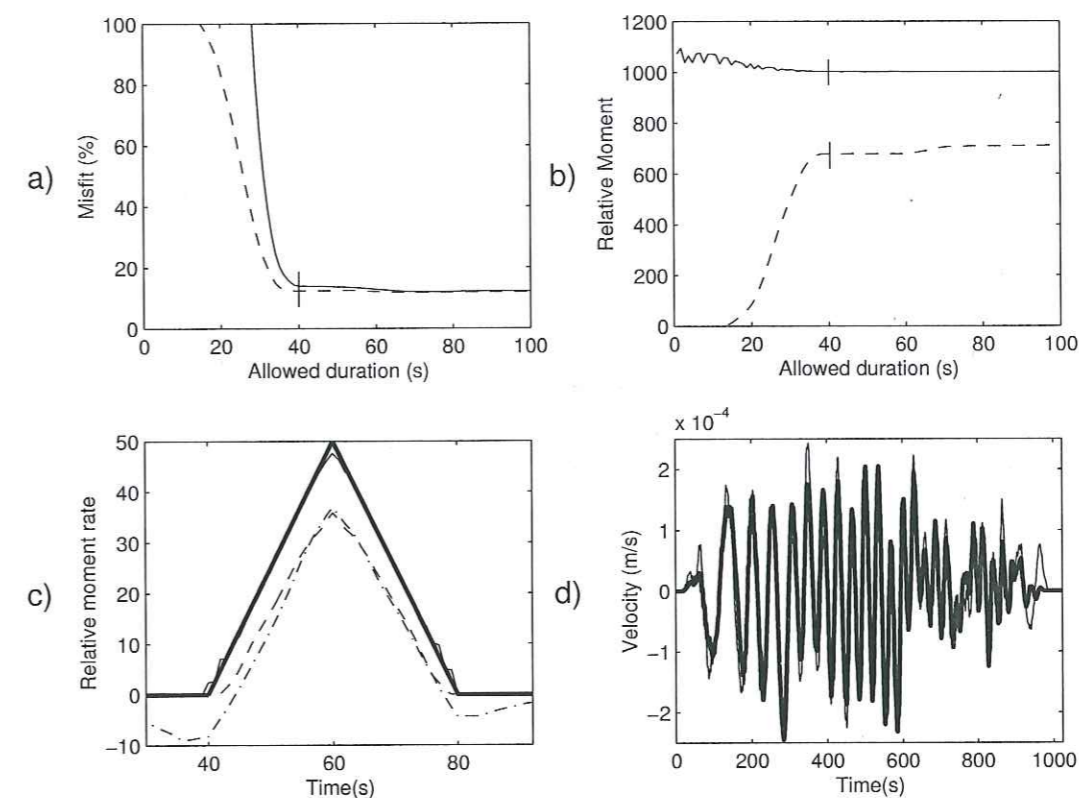 a)
Misfit (%)
100
80
60
40
20
0
0 20 40 60 80 100
Allowed duration (s)
b)
Relative Moment
1200
1000
800
600
400
200
0
0 20 40 60 80 100
Allowed duration (s)
c)
Relative moment rate
50
40
30
20
10
0
−10
40 60 80
Time(s)
d)
x 10−4
Velocity (m/s)
2
1
0
−1
−2
0 200 400 600 800 1000
Time(s)